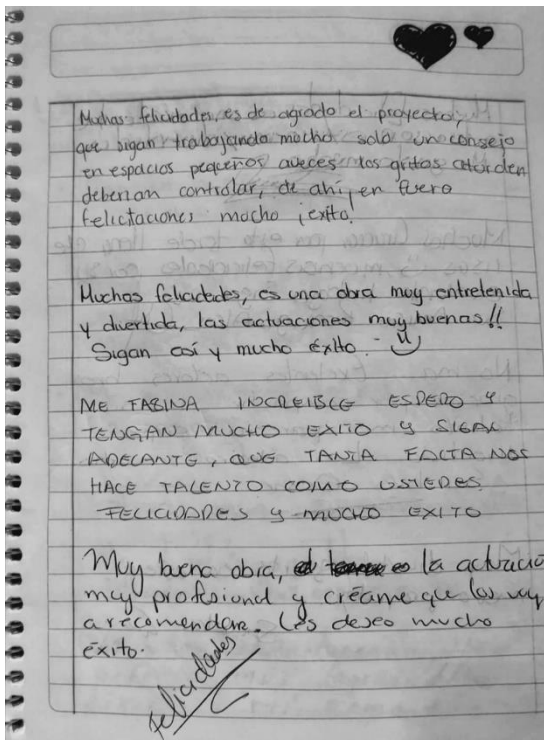 Muchas felicidades, es de agrado el proyecto,
que sigan trabajando mucho solo un consejo
en espacios pequeños aveces los gritos aturden
deberian controlar, de ahí en fuera
felicitaciones mucho ¡exito!
Muchas felicidades, es una obra muy entretenida
y divertida, las actuaciones muy buenas!!
Sigan así y mucho éxito :)
ME INCREIBLE ESPERO Y
TENGAN MUCHO EXITO Y SIGAN
ADELANTE, QUE TANTA FALTA NOS
HACE TALENTO COMO USTEDES
FELICIDADES Y MUCHO EXITO
Muy buena obra, la actuació
muy profesional y créame que los voy
a recomendare. Les deseo mucho
éxito.
Felicidades